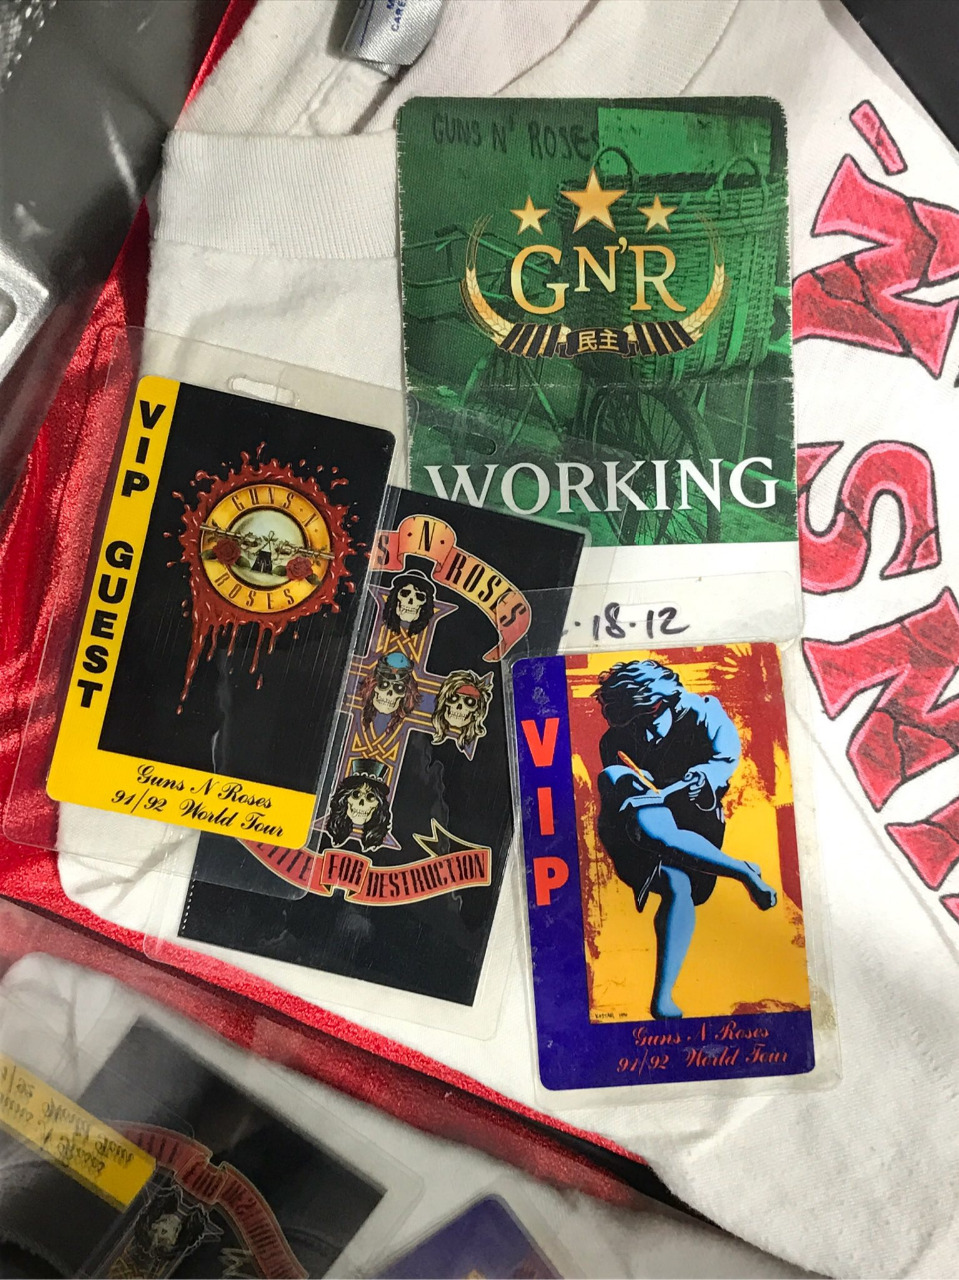 CARE
GUNS N' ROSES
GN'R
民主
WORKING
VIP GUEST
GUNS N'
ROSES
Guns N Roses
91/92 World Tour
S 'N' ROSES
FOR DESTRUCTION
18·12
VIP
Guns N Roses
91/92 World Tour